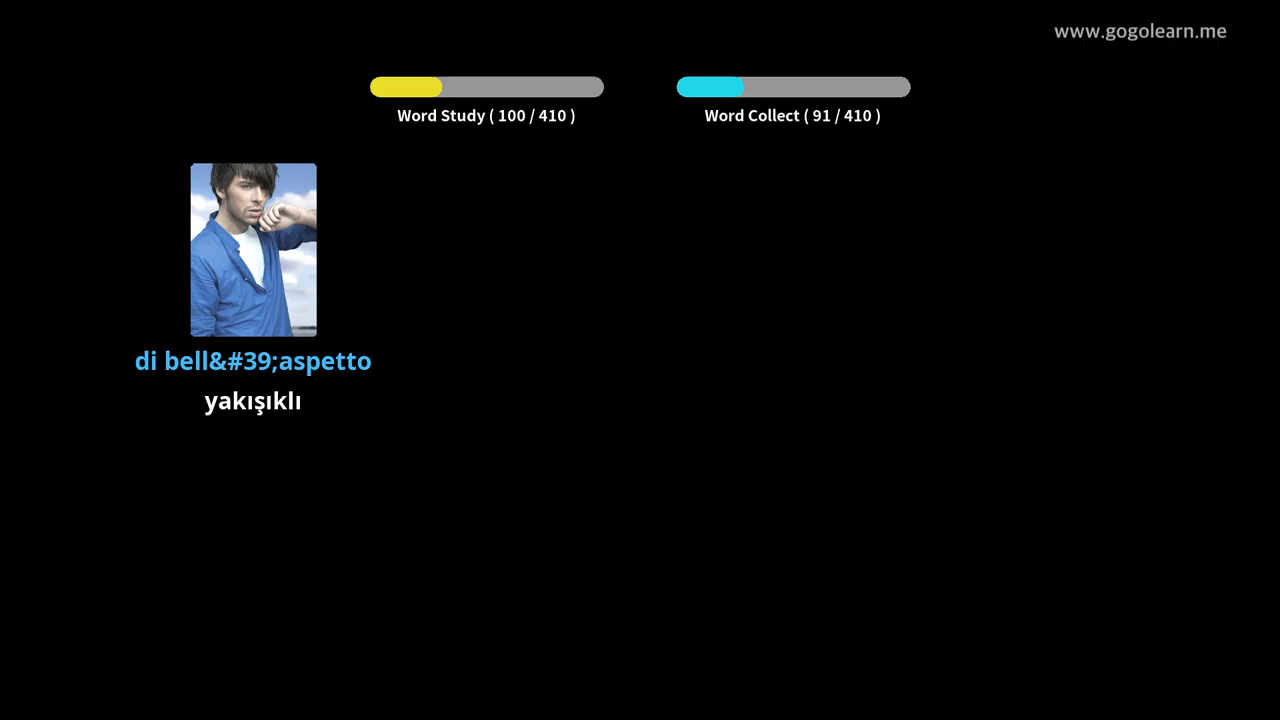 www.gogolearn.me
Word Study ( 100 / 410 )
Word Collect ( 91 / 410 )
di bell&#39;aspetto
yakışıklı